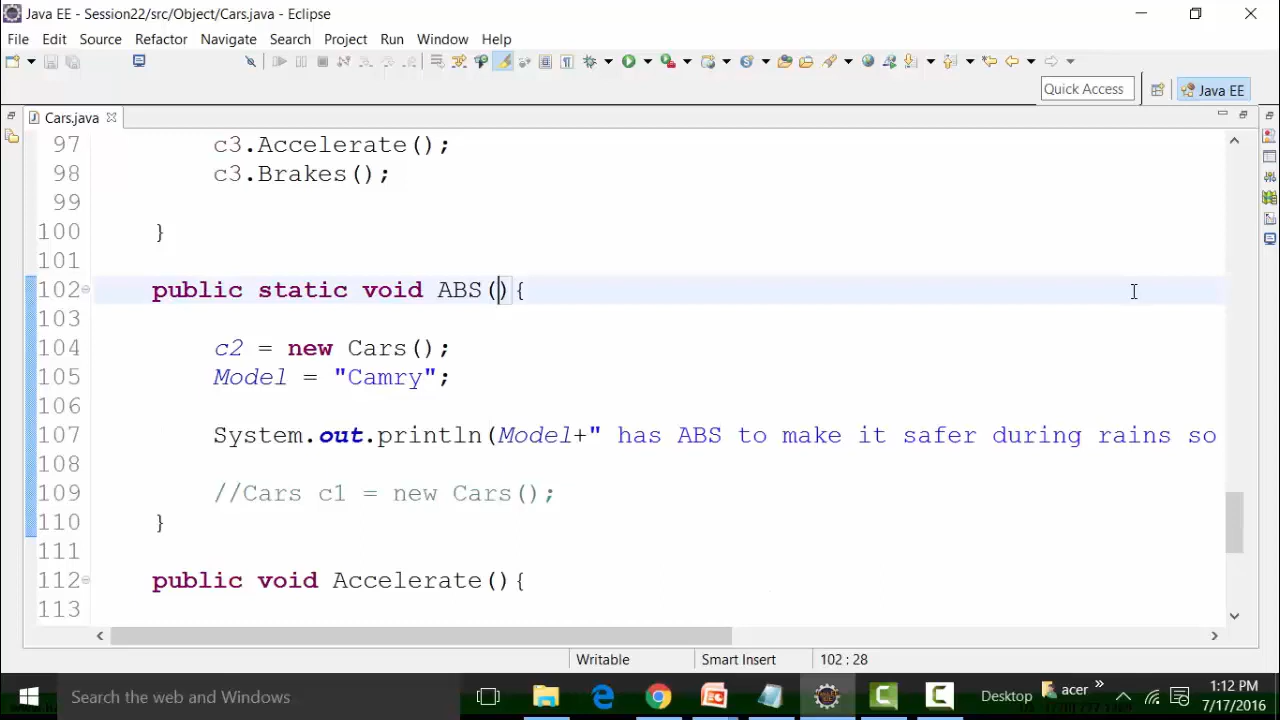 Java EE - Session22/src/Object/Cars.java - Eclipse
File Edit Source Refactor Navigate Search Project Run Window Help
Quick Access
Java EE
Cars.java
97 c3.Accelerate();
98 c3.Brakes();
99
100 }
101
102 public static void ABS(){
103
104 c2 = new Cars();
105 Model = "Camry";
106
107 System.out.println(Model+" has ABS to make it safer during rains so
108
109 //Cars c1 = new Cars();
110 }
111
112 public void Accelerate(){
113
Writable Smart Insert 102 : 28
Search the web and Windows
Desktop
acer
1:12 PM
7/17/2016